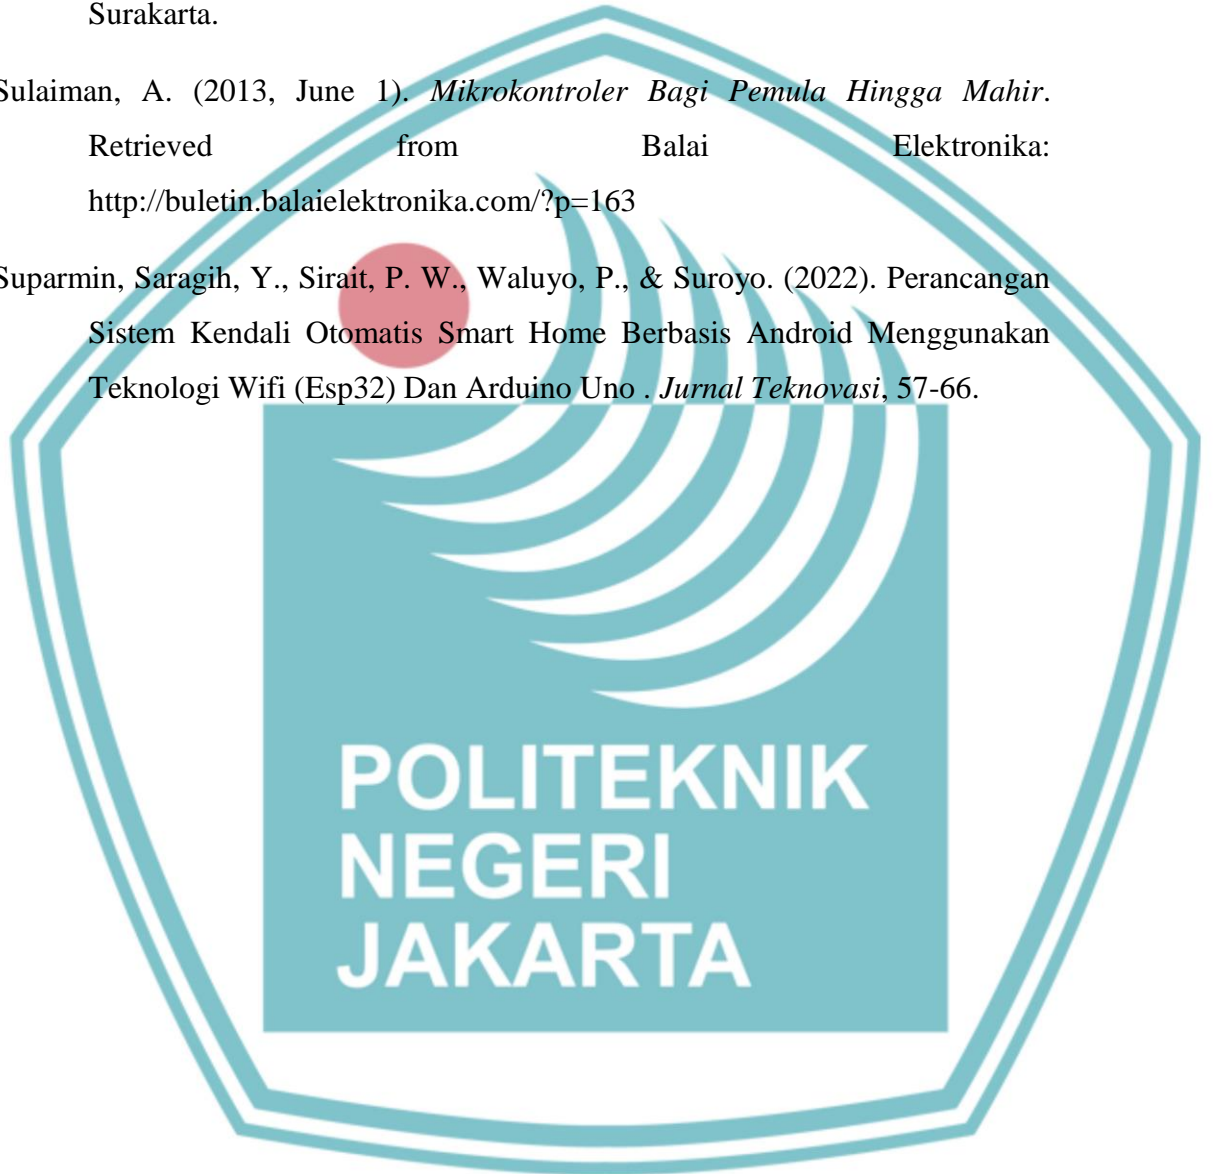 Surakarta.
Sulaiman, A. (2013, June 1). Mikrokontroler Bagi Pemula Hingga Mahir.
Retrieved from Balai Elektronika:
http://buletin.balaielektronika.com/?p=163
Suparmin, Saragih, Y., Sirait, P. W., Waluyo, P., & Suroyo. (2022). Perancangan
Sistem Kendali Otomatis Smart Home Berbasis Android Menggunakan
Teknologi Wifi (Esp32) Dan Arduino Uno . Jurnal Teknovasi, 57-66.
POLITEKNIK
NEGERI
JAKARTA